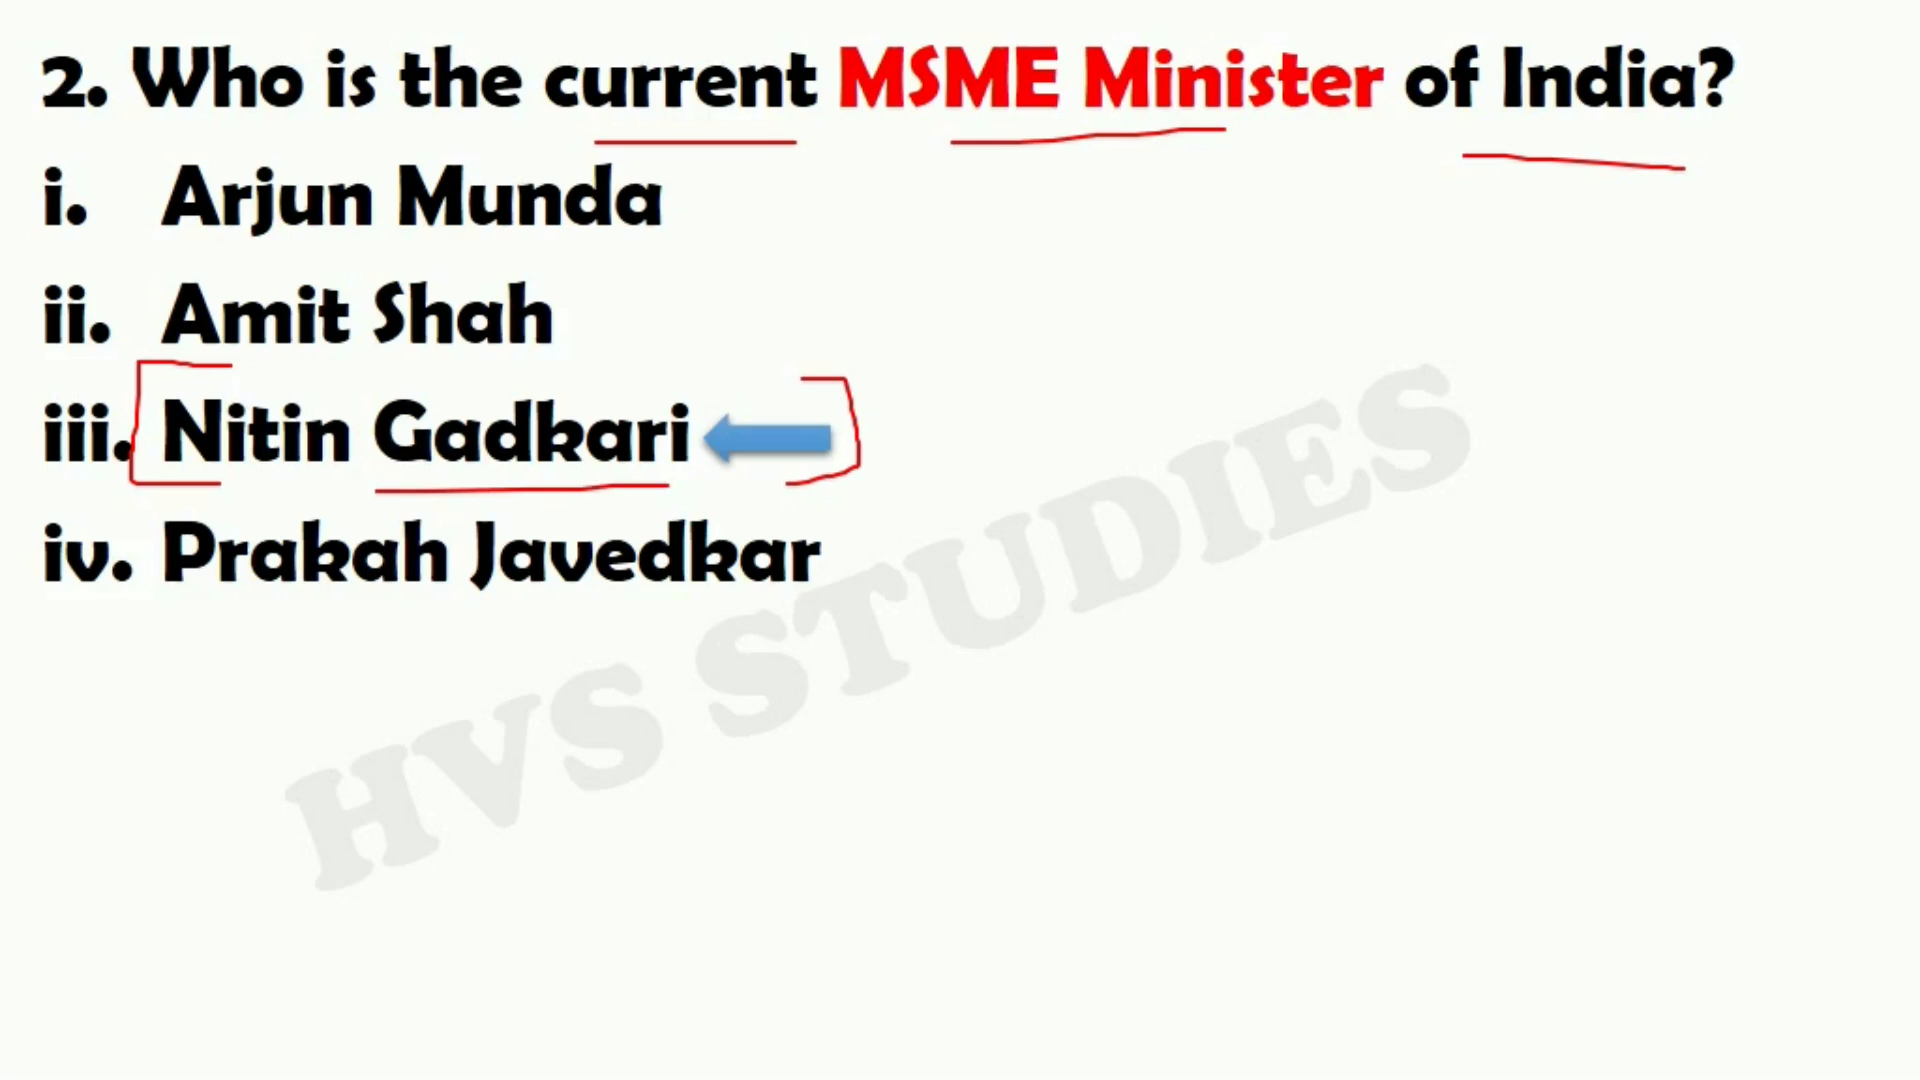 2. Who is the current MSME Minister of India?
i. Arjun Munda
ii. Amit Shah
iii. Nitin Gadkari
iv. Prakah Javedkar
HVS STUDIES